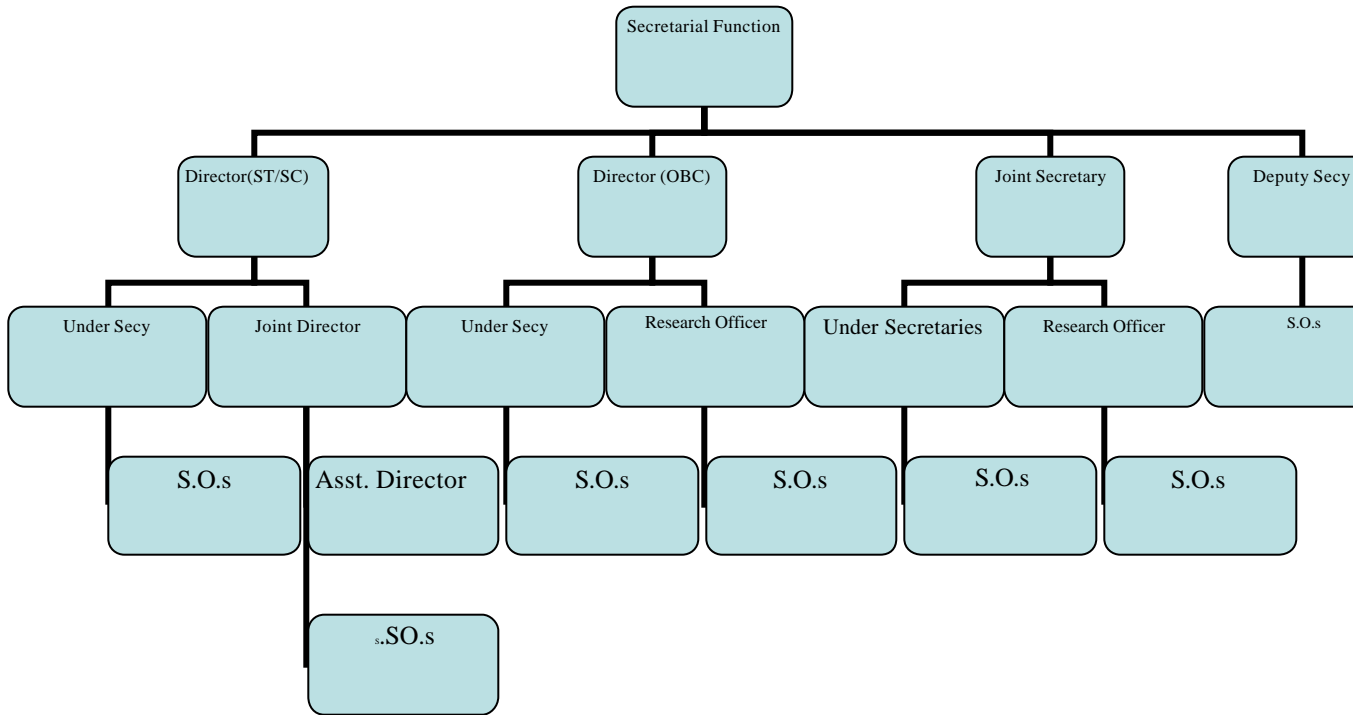 Secretarial Function
Director(ST/SC)
Director (OBC)
Joint Secretary
Deputy Secy
Under Secy
Joint Director
Under Secy
Research Officer
Under Secretaries
Research Officer
S.O.s
S.O.s
Asst. Director
S.O.s
S.O.s
S.O.s
S.O.s
s.SO.s